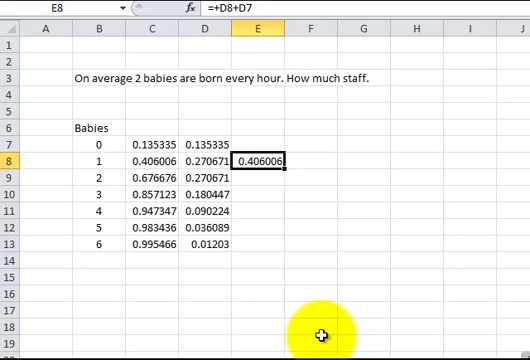 E8 fx =+D8+D7
A B C D E F G H I J
1
2
3 On average 2 babies are born every hour. How much staff.
4
5
6 Babies
7 0 0.135335 0.135335
8 1 0.406006 0.270671 0.406006
9 2 0.676676 0.270671
10 3 0.857123 0.180447
11 4 0.947347 0.090224
12 5 0.983436 0.036089
13 6 0.995466 0.01203
14
15
16
17
18
19